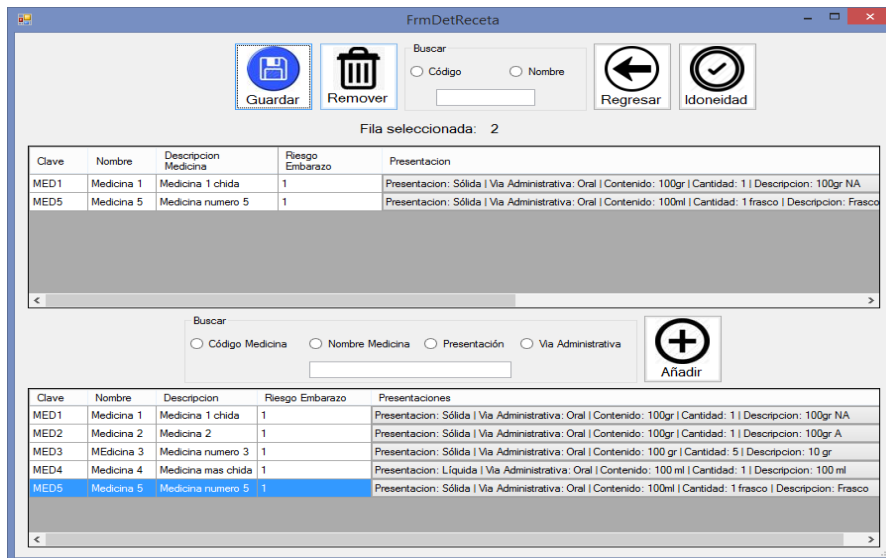 FrmDetReceta
Guardar
Remover
Buscar
Código Nombre
Regresar
Idoneidad
Fila seleccionada: 2
Clave Nombre Descripcion Medicina Riesgo Embarazo Presentacion
MED1 Medicina 1 Medicina 1 chida 1 Presentacion: Sólida | Via Administrativa: Oral | Contenido: 100gr | Cantidad: 1 | Descripcion: 100gr NA
MED5 Medicina 5 Medicina numero 5 1 Presentacion: Sólida | Via Administrativa: Oral | Contenido: 100ml | Cantidad: 1 frasco | Descripcion: Frasco
Buscar
Código Medicina Nombre Medicina Presentación Via Administrativa
Añadir
Clave Nombre Descripcion Riesgo Embarazo Presentaciones
MED1 Medicina 1 Medicina 1 chida 1 Presentacion: Sólida | Via Administrativa: Oral | Contenido: 100gr | Cantidad: 1 | Descripcion: 100gr NA
MED2 Medicina 2 Medicina 2 1 Presentacion: Sólida | Via Administrativa: Oral | Contenido: 100gr | Cantidad: 1 | Descripcion: 100gr A
MED3 MEdicina 3 Medicina numero 3 1 Presentacion: Sólida | Via Administrativa: Oral | Contenido: 100 gr | Cantidad: 5 | Descripcion: 10 gr
MED4 Medicina 4 Medicina mas chida 1 Presentacion: Líquida | Via Administrativa: Oral | Contenido: 100 ml | Cantidad: 1 | Descripcion: 100 ml
MED5 Medicina 5 Medicina numero 5 1 Presentacion: Sólida | Via Administrativa: Oral | Contenido: 100ml | Cantidad: 1 frasco | Descripcion: Frasco